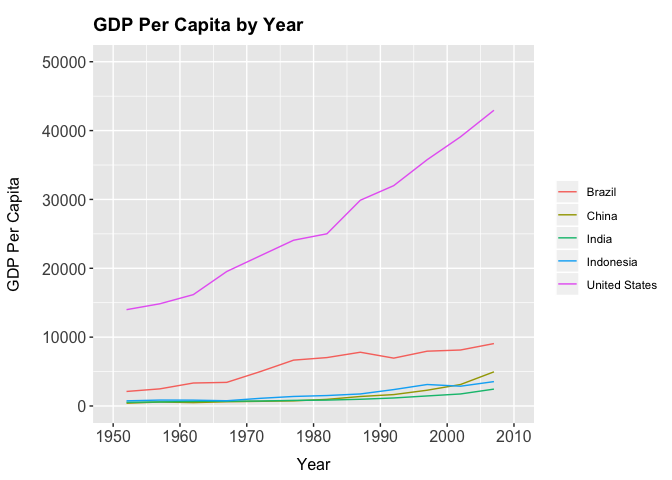 GDP Per Capita by Year
50000
40000
30000
20000
10000
0
GDP Per Capita
1950 1960 1970 1980 1990 2000 2010
Year
Brazil
China
India
Indonesia
United States